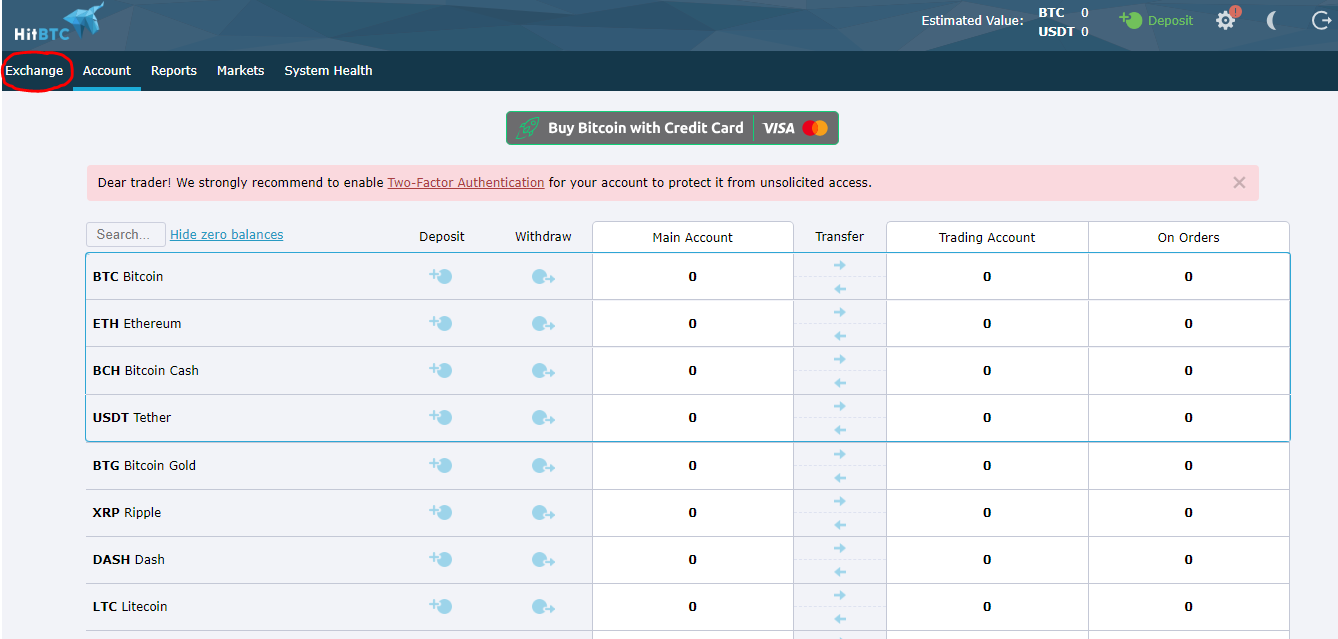 HitBTC
Estimated Value: BTC 0
USDT 0
Deposit
!
Exchange Account Reports Markets System Health
Buy Bitcoin with Credit Card VISA
Dear trader! We strongly recommend to enable Two-Factor Authentication for your account to protect it from unsolicited access.
Search... Hide zero balances Deposit Withdraw Main Account Transfer Trading Account On Orders
BTC Bitcoin 0 0 0
ETH Ethereum 0 0 0
BCH Bitcoin Cash 0 0 0
USDT Tether 0 0 0
BTG Bitcoin Gold 0 0 0
XRP Ripple 0 0 0
DASH Dash 0 0 0
LTC Litecoin 0 0 0